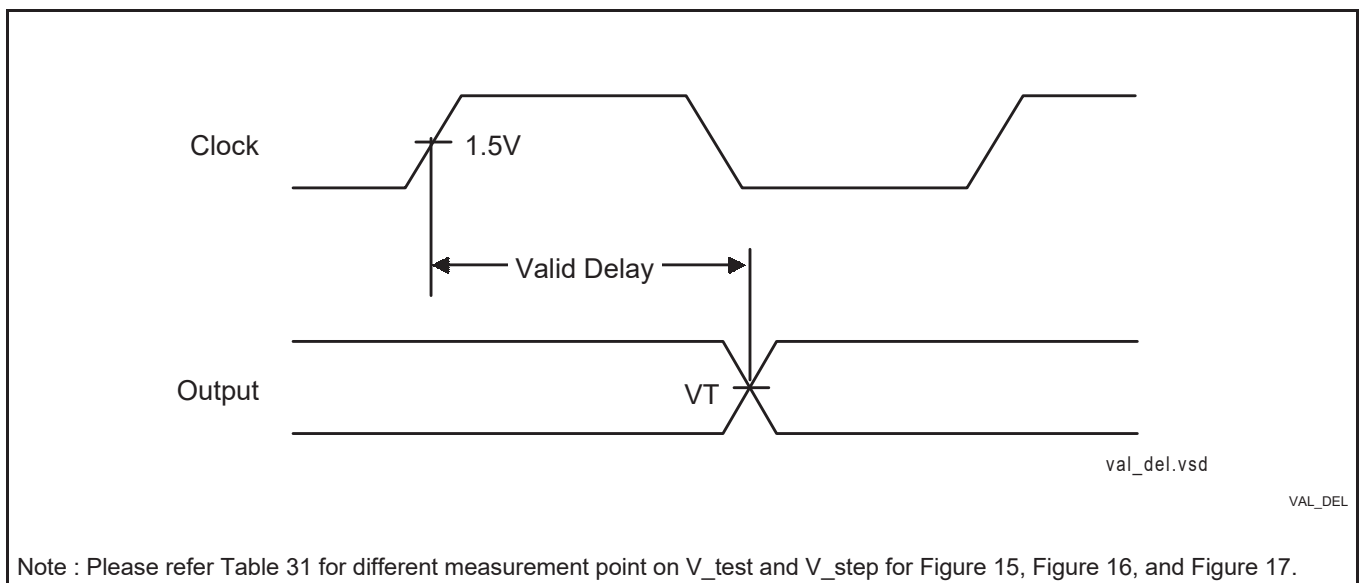 Clock
1.5V
Valid Delay
Output
VT
val_del.vsd
VAL_DEL
Note : Please refer Table 31 for different measurement point on V_test and V_step for Figure 15, Figure 16, and Figure 17.